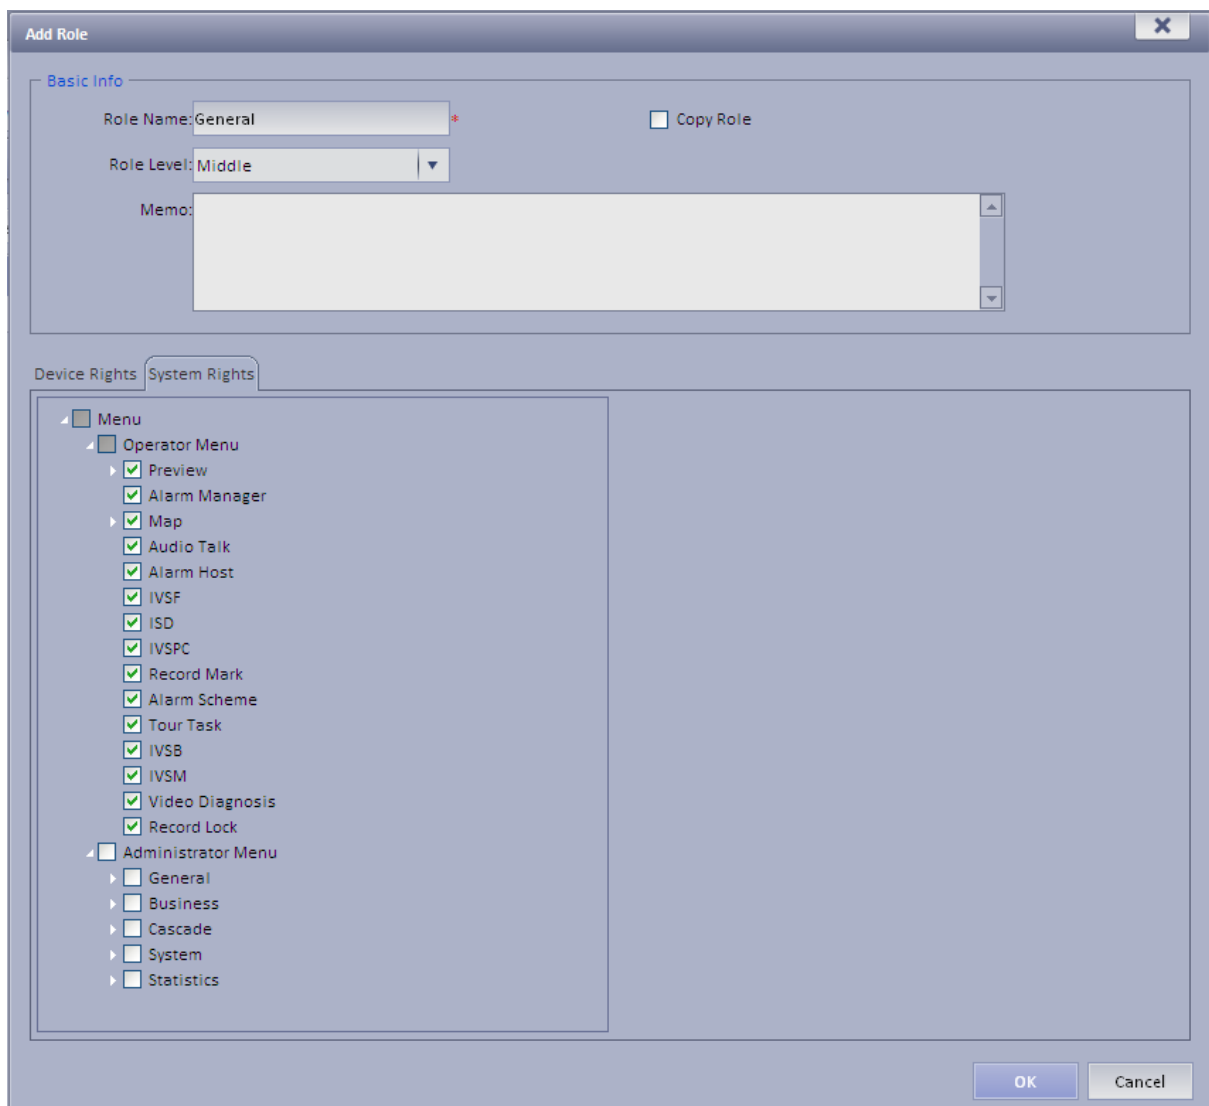 Add Role
Basic Info
Role Name: General * Copy Role
Role Level: Middle
Memo:
Device Rights System Rights
Menu
Operator Menu
Preview
Alarm Manager
Map
Audio Talk
Alarm Host
IVSF
ISD
IVSPC
Record Mark
Alarm Scheme
Tour Task
IVSB
IVSM
Video Diagnosis
Record Lock
Administrator Menu
General
Business
Cascade
System
Statistics
OK Cancel